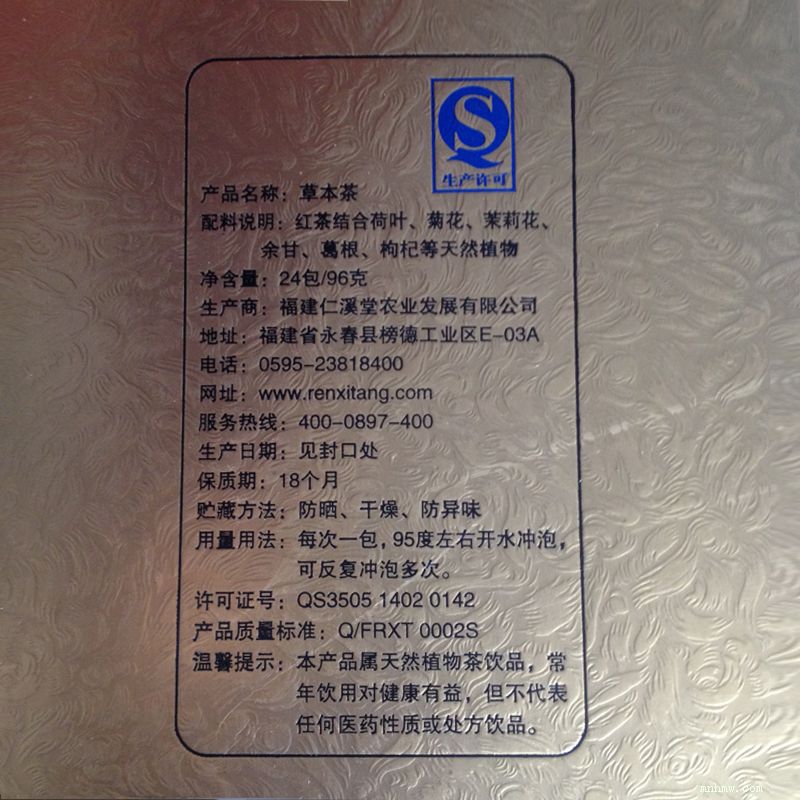 生产许可
产品名称：草本茶
配料说明：红茶结合荷叶、菊花、茉莉花、
余甘、葛根、枸杞等天然植物
净含量：24包/96克
生产商：福建仁溪堂农业发展有限公司
地址：福建省永春县榜德工业区E-03A
电话：0595-23818400
网址：www.renxitang.com
服务热线：400-0897-400
生产日期：见封口处
保质期：18个月
贮藏方法：防晒、干燥、防异味
用量用法：每次一包，95度左右开水冲泡，
可反复冲泡多次。
许可证号：QS3505 1402 0142
产品质量标准：Q/FRXT 0002S
温馨提示：本产品属天然植物茶饮品，常
年饮用对健康有益，但不代表
任何医药性质或处方饮品。
mnhmw.com